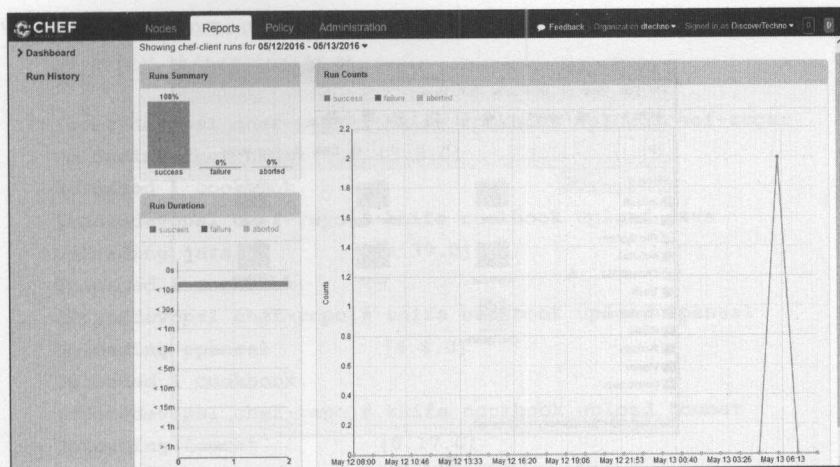 CHEF
Nodes Reports Policy Administration
Feedback Organization dtechno Signed in as DiscoverTechno
Dashboard
Run History
Showing chef-client runs for 05/12/2016 - 05/13/2016
Runs Summary
100%
0% 0%
success failure aborted
Run Durations
success failure aborted
0s
< 10s
< 30s
< 1m
< 3m
< 5m
< 10m
< 15m
< 1h
> 1h
0 1 2
Run Counts
success failure aborted
2.2
2
1.8
1.6
1.4
1.2
1
0.8
0.6
0.4
0.2
0
Counts
May 12 08:00 May 12 10:46 May 12 13:33 May 12 16:20 May 12 19:06 May 12 21:53 May 13 00:40 May 13 03:26 May 13 06:13